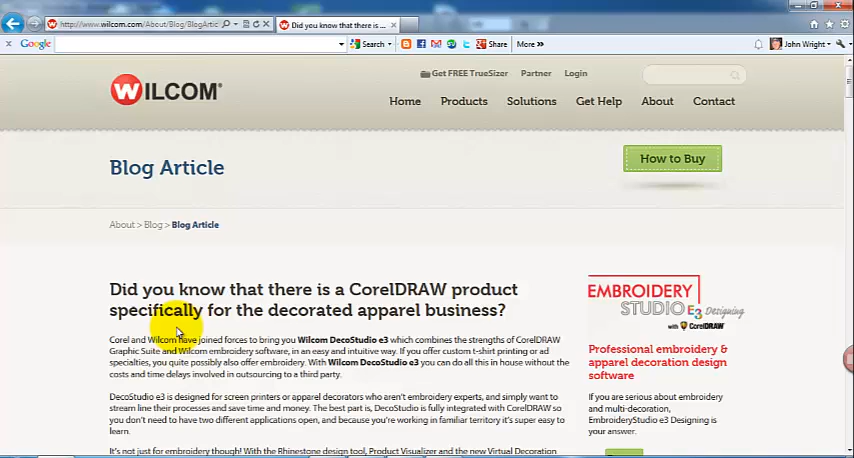 http://www.wilcom.com/About/Blog/BlogArtic
Did you know that there is ...
x Google
Search
Share
More »
John Wright
WILCOM
Get FREE TrueSizer Partner Login
Home Products Solutions Get Help About Contact
Blog Article
How to Buy
About > Blog > Blog Article
Did you know that there is a CorelDRAW product
specifically for the decorated apparel business?
Corel and Wilcom have joined forces to bring you Wilcom DecoStudio e3 which combines the strengths of CorelDRAW
Graphic Suite and Wilcom embroidery software, in an easy and intuitive way. If you offer custom t-shirt printing or ad
specialties, you quite possibly also offer embroidery. With Wilcom DecoStudio e3 you can do all this in house without the
costs and time delays involved in outsourcing to a third party.
DecoStudio e3 is designed for screen printers or apparel decorators who aren't embroidery experts, and simply want to
stream line their processes and save time and money. The best part is, DecoStudio is fully integrated with CorelDRAW so
you don't need to have two different applications open, and because you're working in familiar territory it's super easy to
learn.
It's not just for embroidery though! With the Rhinestone design tool, Product Visualizer and the new Virtual Decoration
EMBROIDERY
STUDIO E3 Designing
with CorelDRAW
Professional embroidery &
apparel decoration design
software
If you are serious about embroidery
and multi-decoration,
EmbroideryStudio e3 Designing is
your answer.